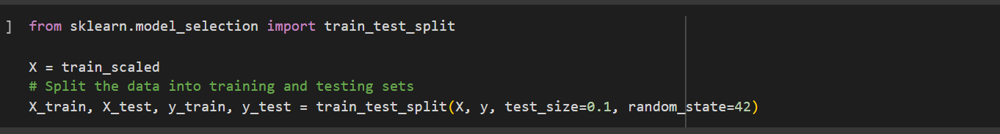 ] from sklearn.model_selection import train_test_split
X = train_scaled
# Split the data into training and testing sets
X_train, X_test, y_train, y_test = train_test_split(X, y, test_size=0.1, random_state=42)